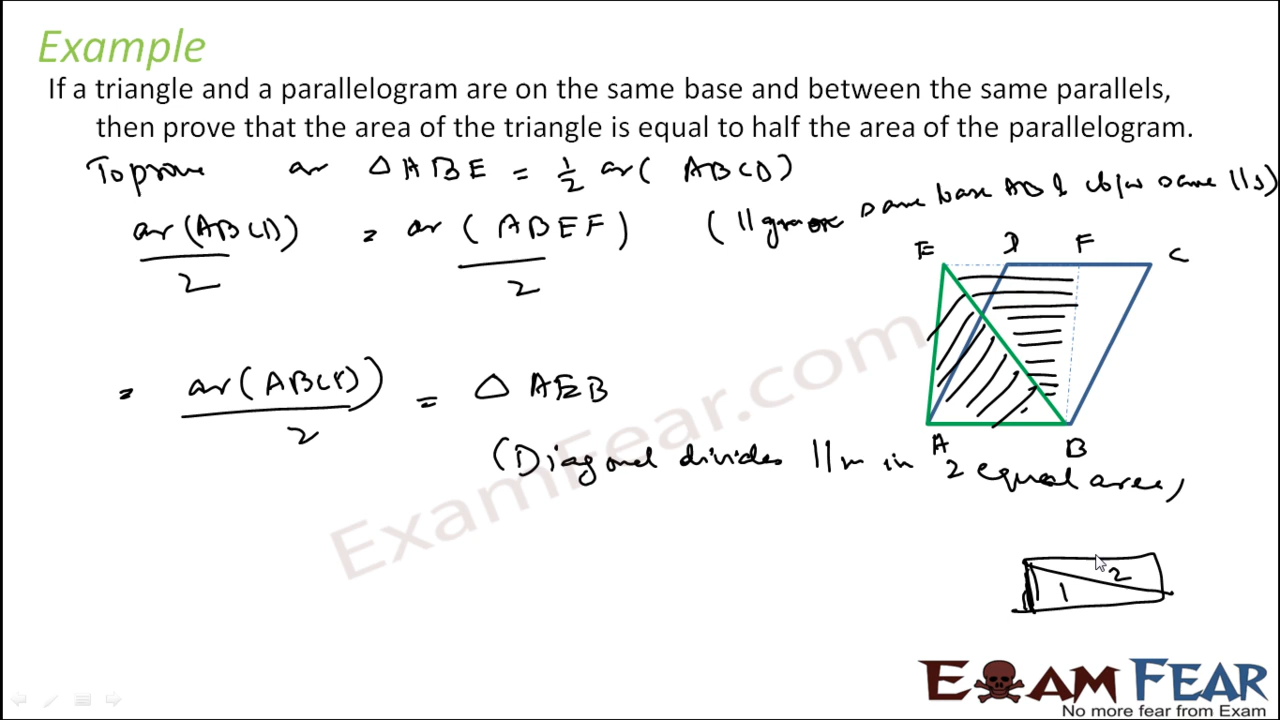 Example
If a triangle and a parallelogram are on the same base and between the same parallels,
then prove that the area of the triangle is equal to half the area of the parallelogram.
To prove ar △ABE = 1/2 ar( ABCD)
ar(ABCD)/2 = ar( ABEF)/2 (||gram same base AB & b/w same ||s)
E D F C
= ar(ABCD)/2 = △ AEB
A B
(Diagonal divides ||m in 2 equal area)
1 2
ExamFear.com
EXAM FEAR
No more fear from Exam